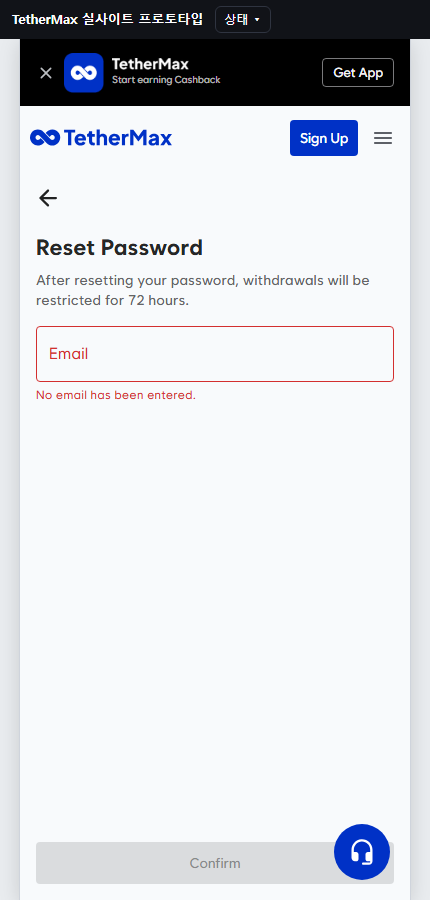 TetherMax 실사이트 프로토타입
상태
TetherMax
Start earning Cashback
Get App
TetherMax
Sign Up
Reset Password
After resetting your password, withdrawals will be
restricted for 72 hours.
Email
No email has been entered.
Confirm